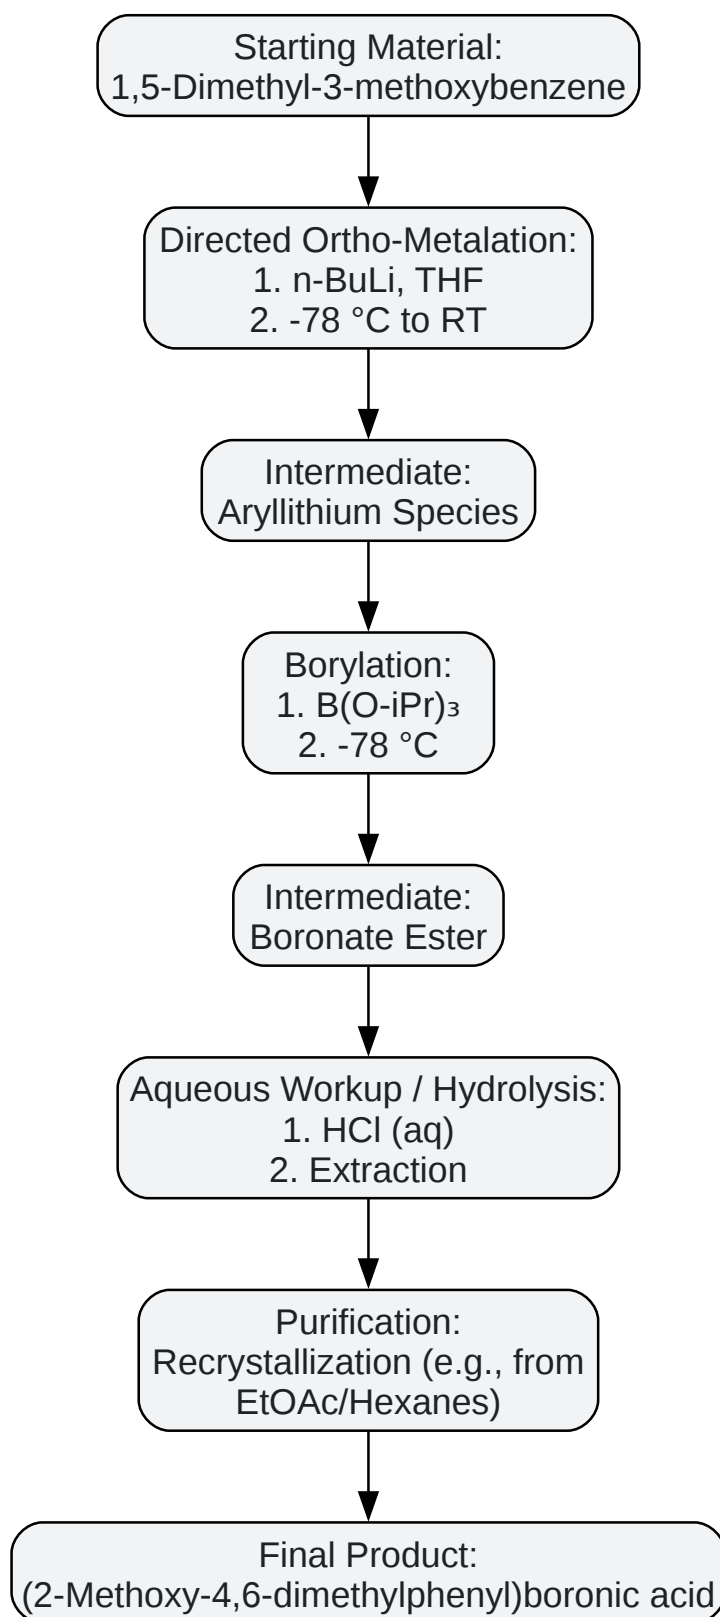 Starting Material:
1,5-Dimethyl-3-methoxybenzene
Directed Ortho-Metalation:
1. n-BuLi, THF
2. -78 °C to RT
Intermediate:
Aryllithium Species
Borylation:
1. B(O-iPr)₃
2. -78 °C
Intermediate:
Boronate Ester
Aqueous Workup / Hydrolysis:
1. HCl (aq)
2. Extraction
Purification:
Recrystallization (e.g., from
EtOAc/Hexanes)
Final Product:
(2-Methoxy-4,6-dimethylphenyl)boronic acid